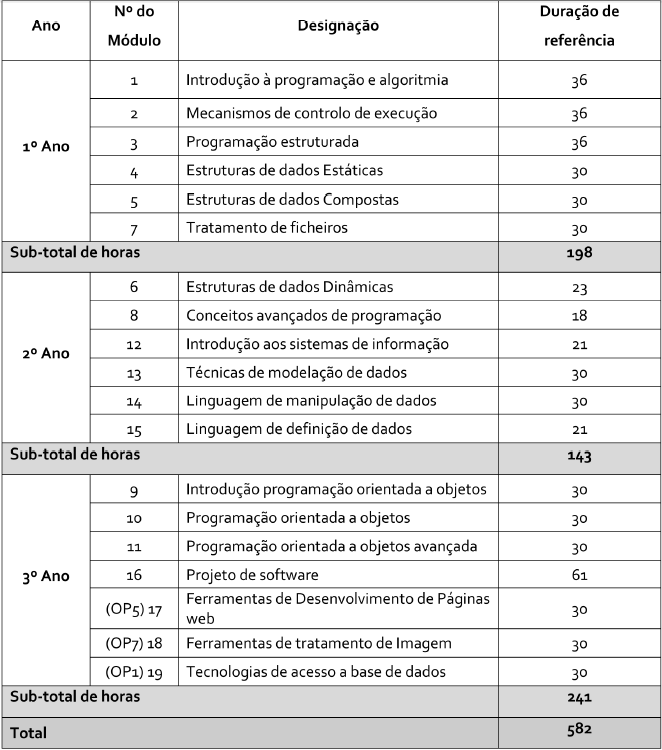 Ano Nº do Módulo Designação Duração de referência
1º Ano
1 Introdução à programação e algoritmia 36
2 Mecanismos de controlo de execução 36
3 Programação estruturada 36
4 Estruturas de dados Estáticas 30
5 Estruturas de dados Compostas 30
7 Tratamento de ficheiros 30
Sub-total de horas 198
2º Ano
6 Estruturas de dados Dinâmicas 23
8 Conceitos avançados de programação 18
12 Introdução aos sistemas de informação 21
13 Técnicas de modelação de dados 30
14 Linguagem de manipulação de dados 30
15 Linguagem de definição de dados 21
Sub-total de horas 143
3º Ano
9 Introdução programação orientada a objetos 30
10 Programação orientada a objetos 30
11 Programação orientada a objetos avançada 30
16 Projeto de software 61
(OP5) 17 Ferramentas de Desenvolvimento de Páginas
web 30
(OP7) 18 Ferramentas de tratamento de Imagem 30
(OP1) 19 Tecnologias de acesso a base de dados 30
Sub-total de horas 241
Total 582